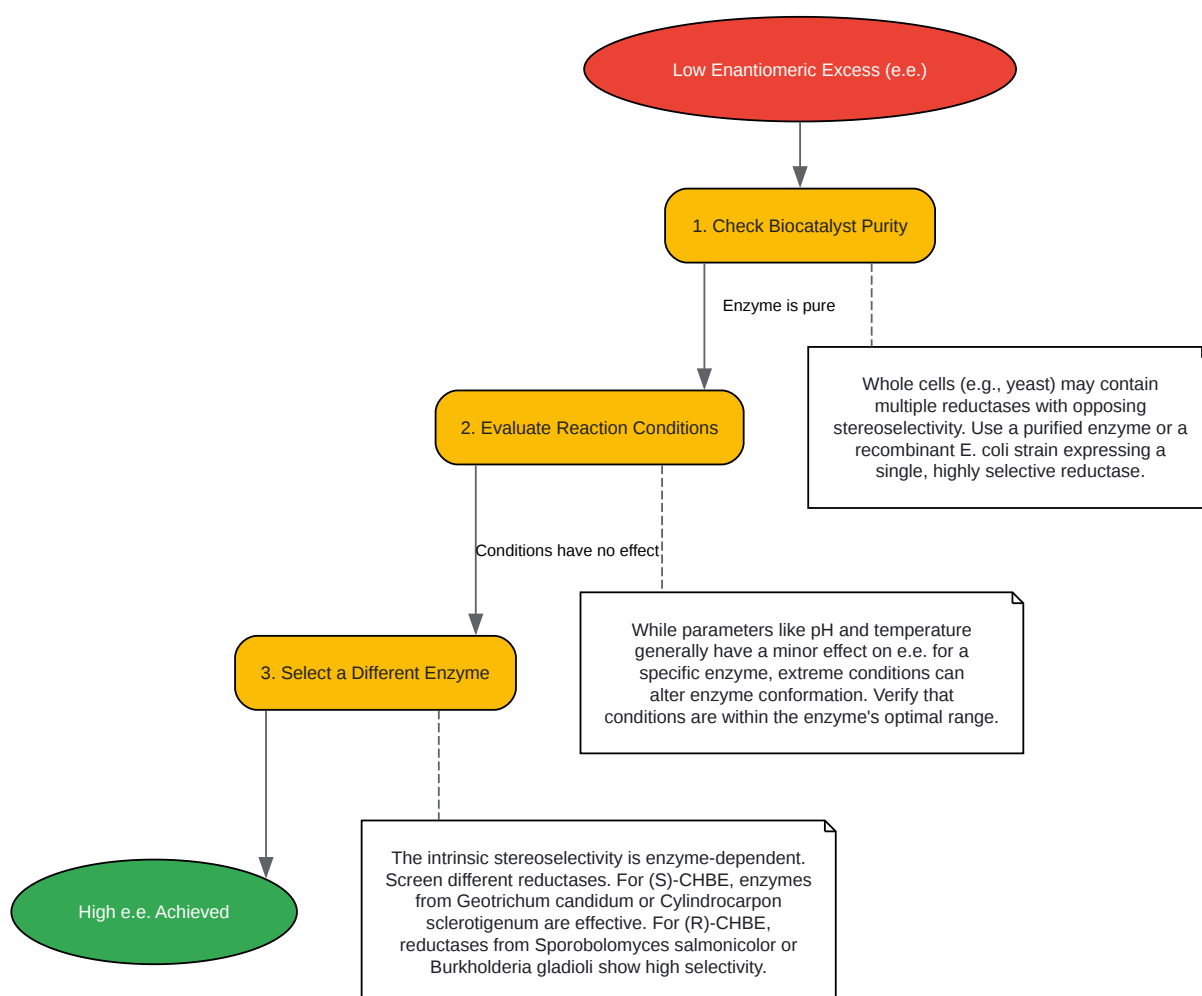 Low Enantiomeric Excess (e.e.)
1. Check Biocatalyst Purity
Enzyme is pure
Whole cells (e.g., yeast) may contain
multiple reductases with opposing
stereoselectivity. Use a purified enzyme or a
recombinant E. coli strain expressing a
single, highly selective reductase.
2. Evaluate Reaction Conditions
Conditions have no effect
While parameters like pH and temperature
generally have a minor effect on e.e. for a
specific enzyme, extreme conditions can
alter enzyme conformation. Verify that
conditions are within the enzyme's optimal range.
3. Select a Different Enzyme
The intrinsic stereoselectivity is enzyme-dependent.
Screen different reductases. For (S)-CHBE, enzymes
from Geotrichum candidum or Cylindrocarpon
sclerotigenum are effective. For (R)-CHBE,
reductases from Sporobolomyces salmonicolor or
Burkholderia gladioli show high selectivity.
High e.e. Achieved